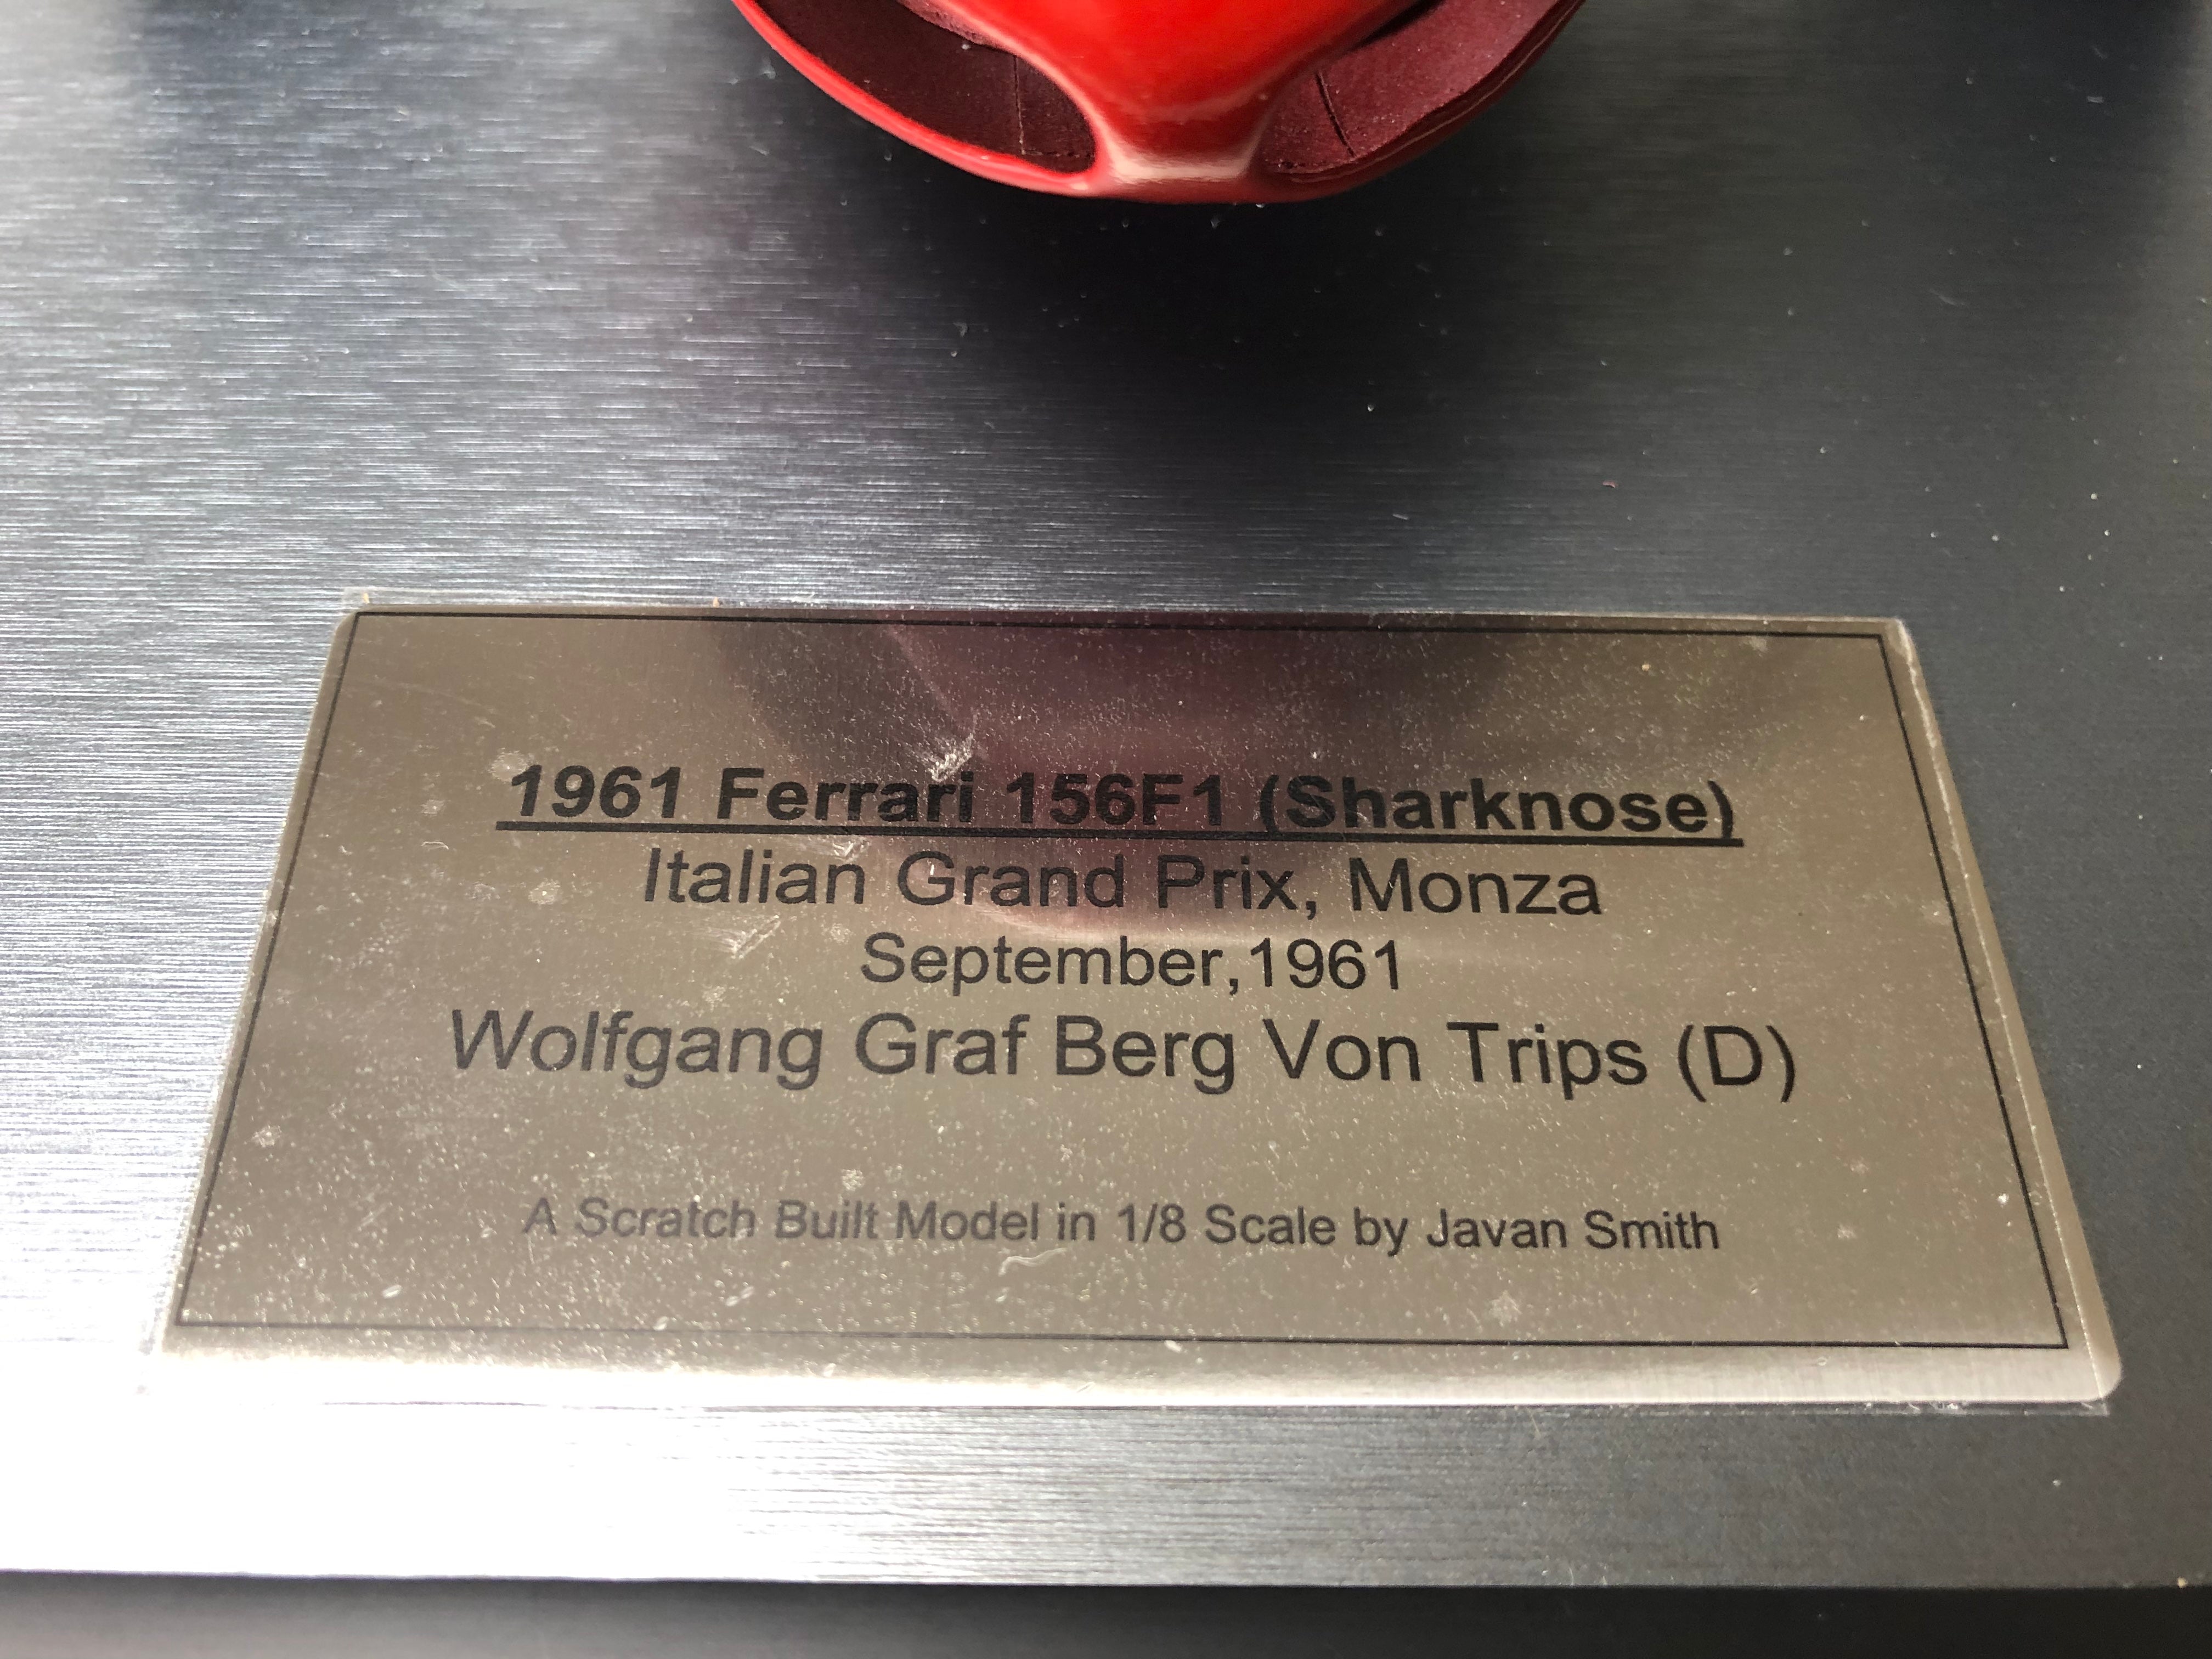 1961 Ferrari 156F1 (Sharknose)
Italian Grand Prix, Monza
September,1961
Wolfgang Graf Berg Von Trips (D)
A Scratch Built Model in 1/8 Scale by Javan Smith